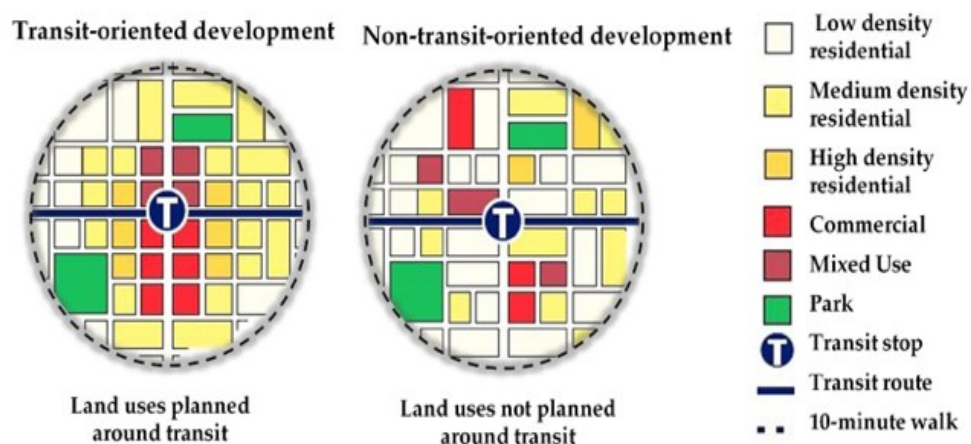 Transit-oriented development
Non-transit-oriented development
T
T
Land uses planned
around transit
Land uses not planned
around transit
Low density
residential
Medium density
residential
High density
residential
Commercial
Mixed Use
Park
T
Transit stop
Transit route
10-minute walk